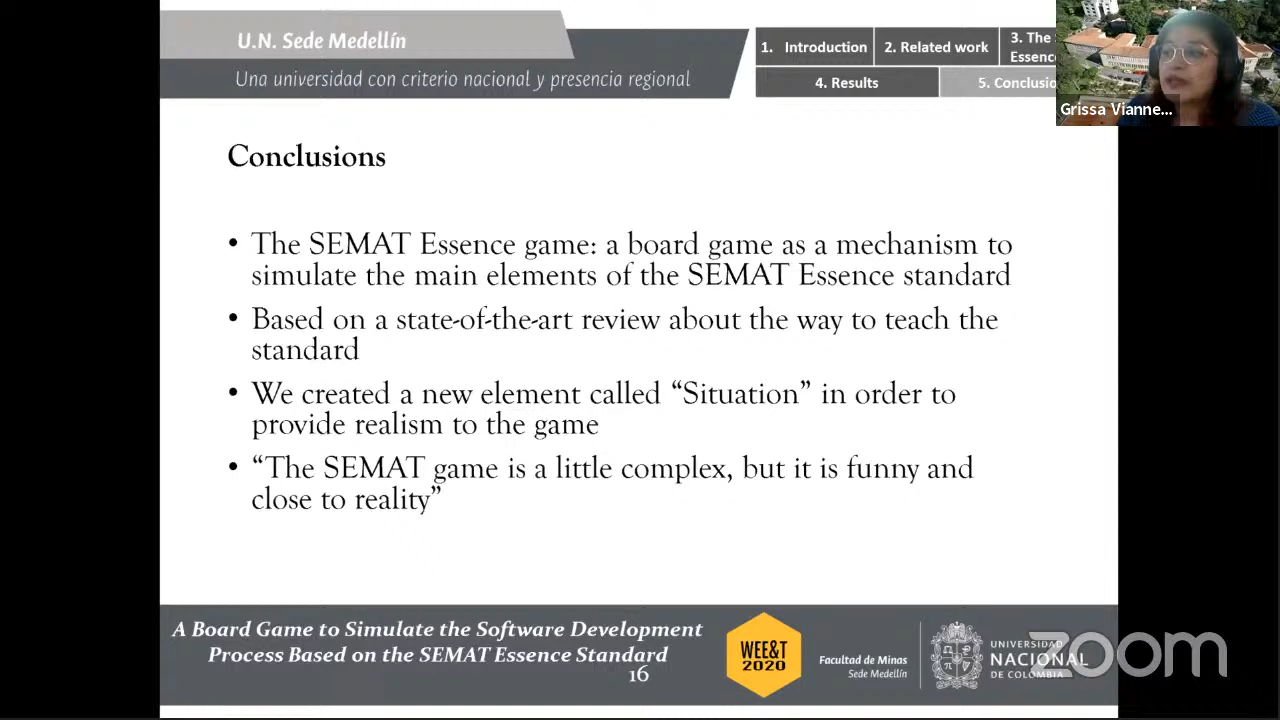 U.N. Sede Medellín
Una universidad con criterio nacional y presencia regional
1. Introduction
2. Related work
3. The
Essence
4. Results
5. Conclusio
Grissa Vianne...
Conclusions
• The SEMAT Essence game: a board game as a mechanism to
simulate the main elements of the SEMAT Essence standard
• Based on a state-of-the-art review about the way to teach the
standard
• We created a new element called “Situation” in order to
provide realism to the game
• “The SEMAT game is a little complex, but it is funny and
close to reality”
A Board Game to Simulate the Software Development
Process Based on the SEMAT Essence Standard
16
WEE&T
2020
Facultad de Minas
Sede Medellín
UNIVERSIDAD
NACIONAL
DE COLOMBIA
zoom